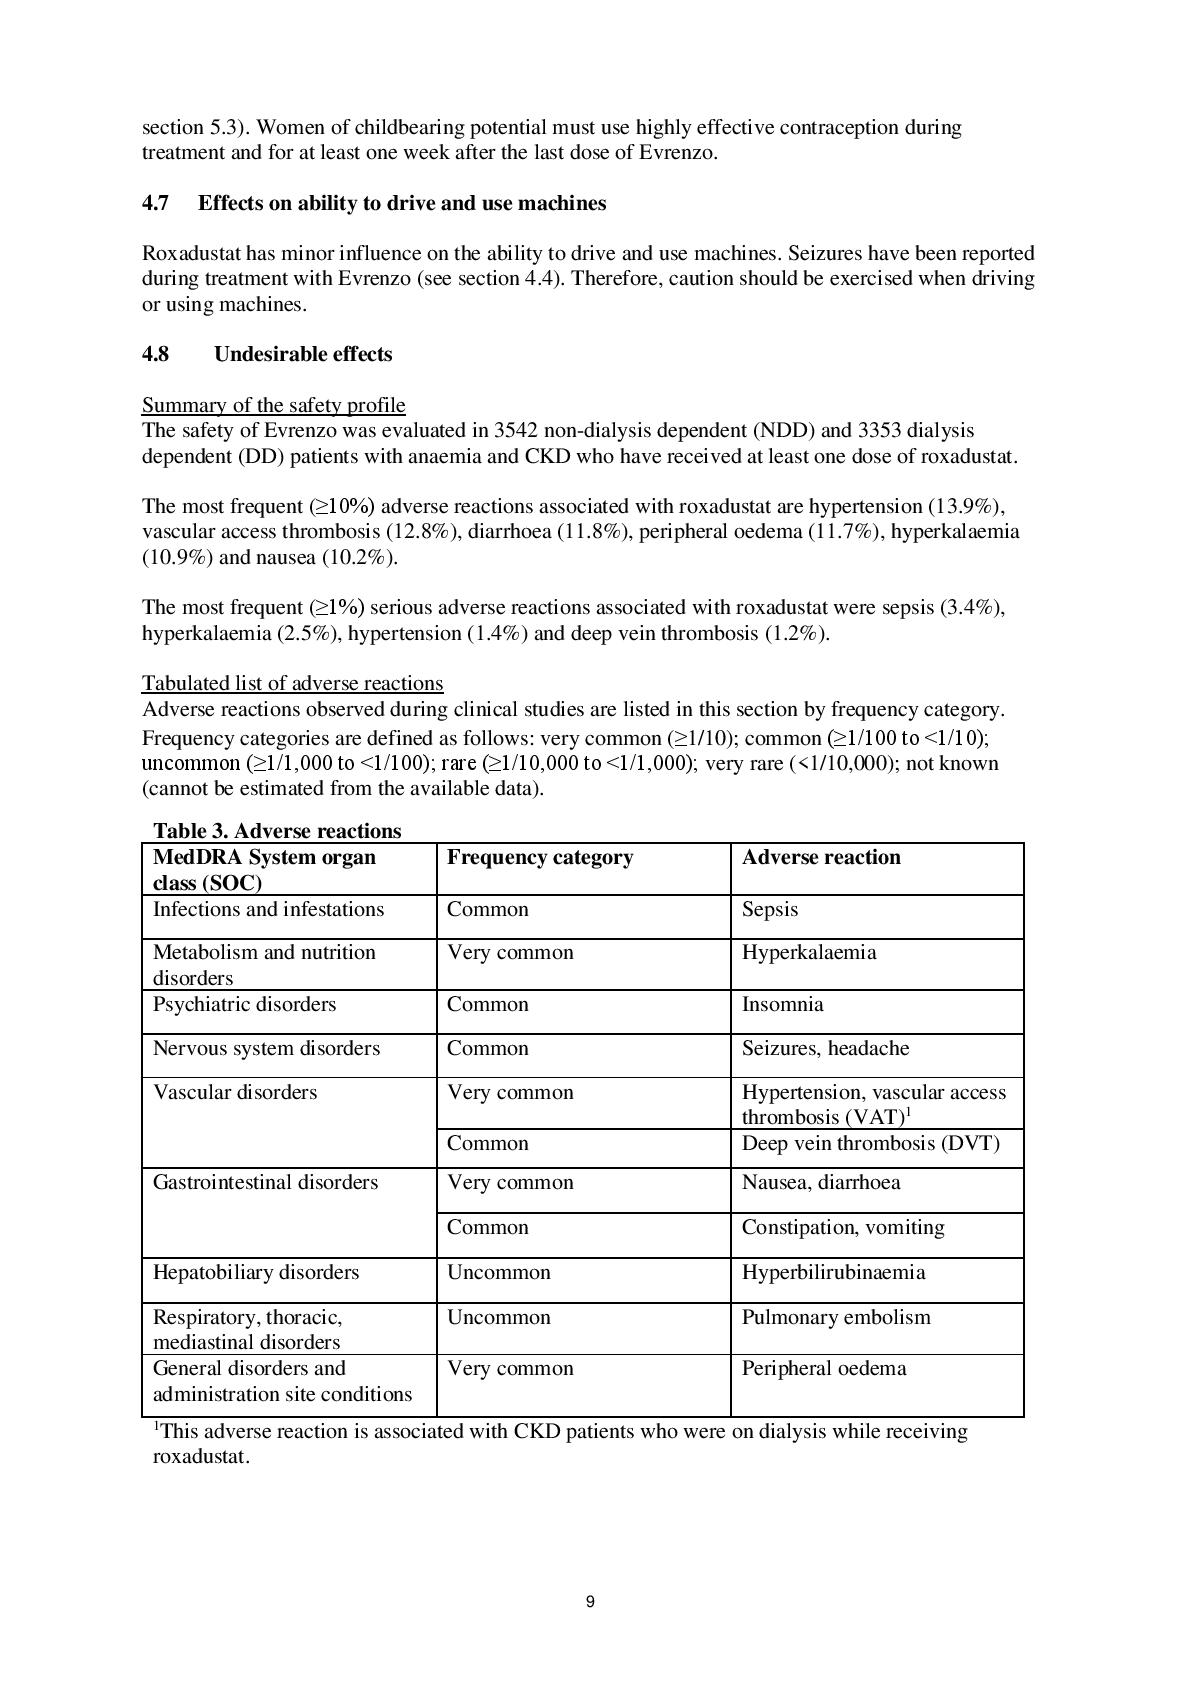 section 5.3). Women of childbearing potential must use highly effective contraception during
treatment and for at least one week after the last dose of Evrenzo.
4.7 Effects on ability to drive and use machines
Roxadustat has minor influence on the ability to drive and use machines. Seizures have been reported
during treatment with Evrenzo (see section 4.4). Therefore, caution should be exercised when driving
or using machines.
4.8 Undesirable effects
Summary of the safety profile
The safety of Evrenzo was evaluated in 3542 non-dialysis dependent (NDD) and 3353 dialysis
dependent (DD) patients with anaemia and CKD who have received at least one dose of roxadustat.
The most frequent (≥10%) adverse reactions associated with roxadustat are hypertension (13.9%),
vascular access thrombosis (12.8%), diarrhoea (11.8%), peripheral oedema (11.7%), hyperkalaemia
(10.9%) and nausea (10.2%).
The most frequent (≥1%) serious adverse reactions associated with roxadustat were sepsis (3.4%),
hyperkalaemia (2.5%), hypertension (1.4%) and deep vein thrombosis (1.2%).
Tabulated list of adverse reactions
Adverse reactions observed during clinical studies are listed in this section by frequency category.
Frequency categories are defined as follows: very common (≥1/10); common (≥1/100 to <1/10);
uncommon (≥1/1,000 to <1/100); rare (≥1/10,000 to <1/1,000); very rare (<1/10,000); not known
(cannot be estimated from the available data).
Table 3. Adverse reactions
MedDRA System organ Frequency category Adverse reaction
class (SOC)
Infections and infestations Common Sepsis
Metabolism and nutrition Very common Hyperkalaemia
disorders
Psychiatric disorders Common Insomnia
Nervous system disorders Common Seizures, headache
Vascular disorders Very common Hypertension, vascular access
thrombosis (VAT)¹
Common Deep vein thrombosis (DVT)
Gastrointestinal disorders Very common Nausea, diarrhoea
Common Constipation, vomiting
Hepatobiliary disorders Uncommon Hyperbilirubinaemia
Respiratory, thoracic, Uncommon Pulmonary embolism
mediastinal disorders
General disorders and Very common Peripheral oedema
administration site conditions
¹This adverse reaction is associated with CKD patients who were on dialysis while receiving
roxadustat.
9